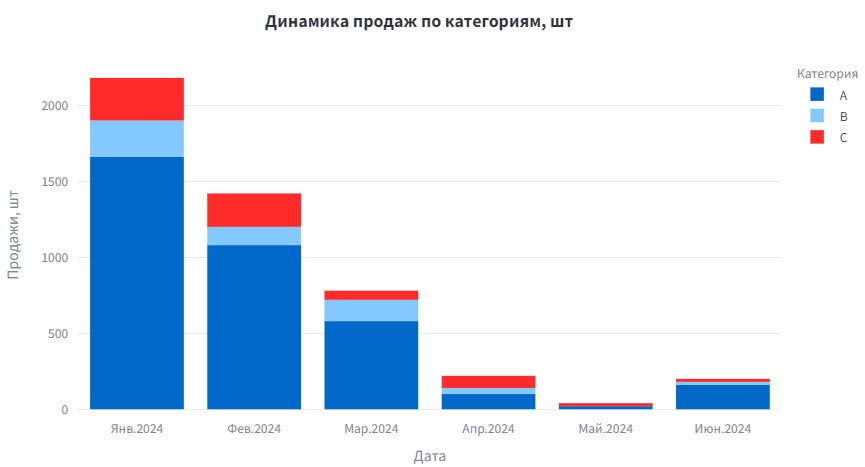 Динамика продаж по категориям, шт
Категория
A
B
C
Продажи, шт
2000
1500
1000
500
0
Янв.2024
Фев.2024
Мар.2024
Апр.2024
Май.2024
Июн.2024
Дата